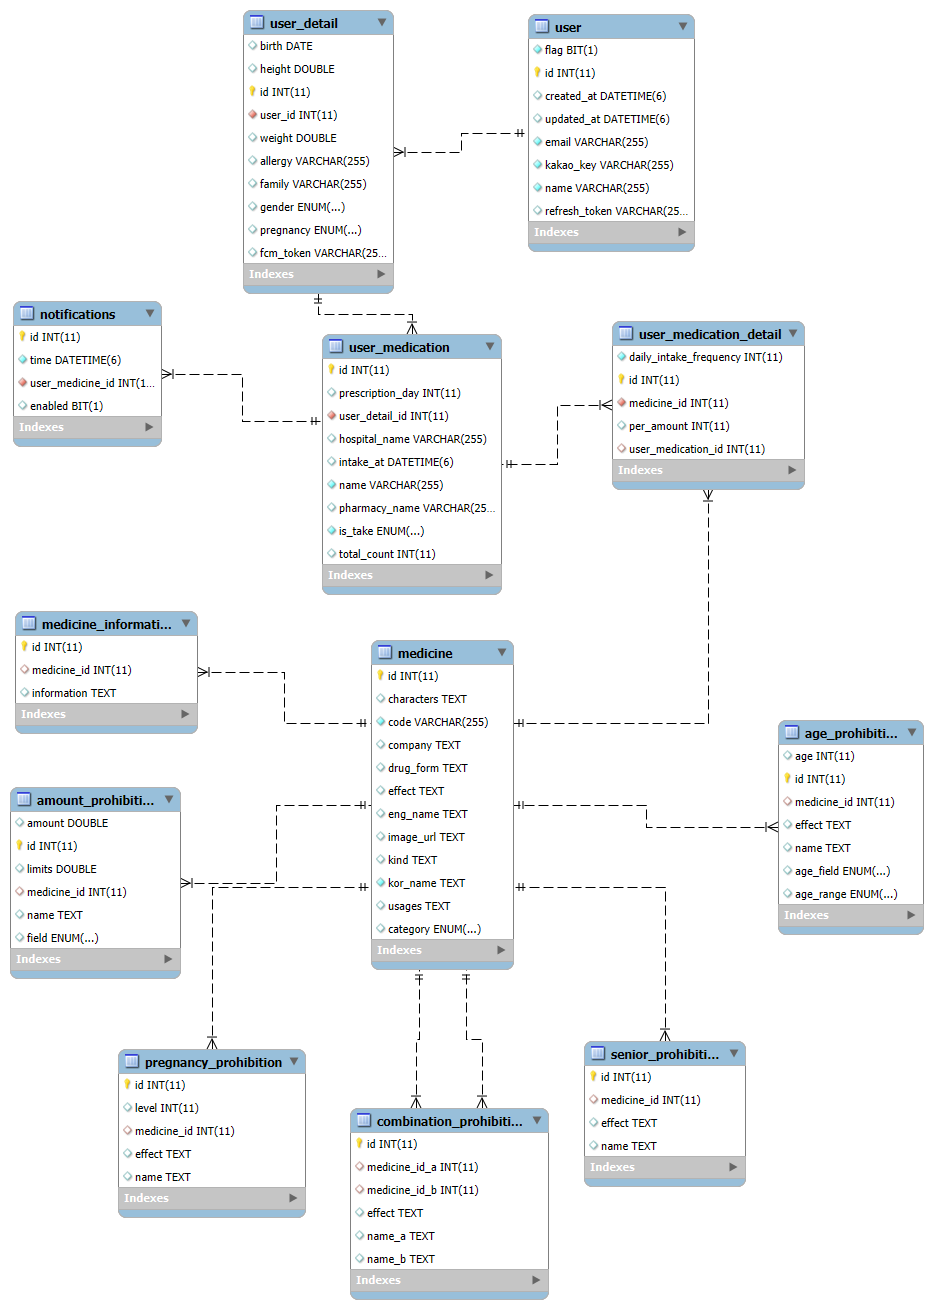 user_detail
birth DATE
height DOUBLE
id INT(11)
user_id INT(11)
weight DOUBLE
allergy VARCHAR(255)
family VARCHAR(255)
gender ENUM(...)
pregnancy ENUM(...)
fcm_token VARCHAR(25...
Indexes
user
flag BIT(1)
id INT(11)
created_at DATETIME(6)
updated_at DATETIME(6)
email VARCHAR(255)
kakao_key VARCHAR(255)
name VARCHAR(255)
refresh_token VARCHAR(25...
Indexes
notifications
id INT(11)
time DATETIME(6)
user_medicine_id INT(1...
enabled BIT(1)
Indexes
user_medication
id INT(11)
prescription_day INT(11)
user_detail_id INT(11)
hospital_name VARCHAR(255)
intake_at DATETIME(6)
name VARCHAR(255)
pharmacy_name VARCHAR(25...
is_take ENUM(...)
total_count INT(11)
Indexes
user_medication_detail
daily_intake_frequency INT(11)
id INT(11)
medicine_id INT(11)
per_amount INT(11)
user_medication_id INT(11)
Indexes
medicine_informati...
id INT(11)
medicine_id INT(11)
information TEXT
Indexes
medicine
id INT(11)
characters TEXT
code VARCHAR(255)
company TEXT
drug_form TEXT
effect TEXT
eng_name TEXT
image_url TEXT
kind TEXT
kor_name TEXT
usages TEXT
category ENUM(...)
Indexes
age_prohibiti...
age INT(11)
id INT(11)
medicine_id INT(11)
effect TEXT
name TEXT
age_field ENUM(...)
age_range ENUM(...)
Indexes
amount_prohibiti...
amount DOUBLE
id INT(11)
limits DOUBLE
medicine_id INT(11)
name TEXT
field ENUM(...)
Indexes
pregnancy_prohibition
id INT(11)
level INT(11)
medicine_id INT(11)
effect TEXT
name TEXT
Indexes
combination_prohibiti...
id INT(11)
medicine_id_a INT(11)
medicine_id_b INT(11)
effect TEXT
name_a TEXT
name_b TEXT
Indexes
senior_prohibiti...
id INT(11)
medicine_id INT(11)
effect TEXT
name TEXT
Indexes